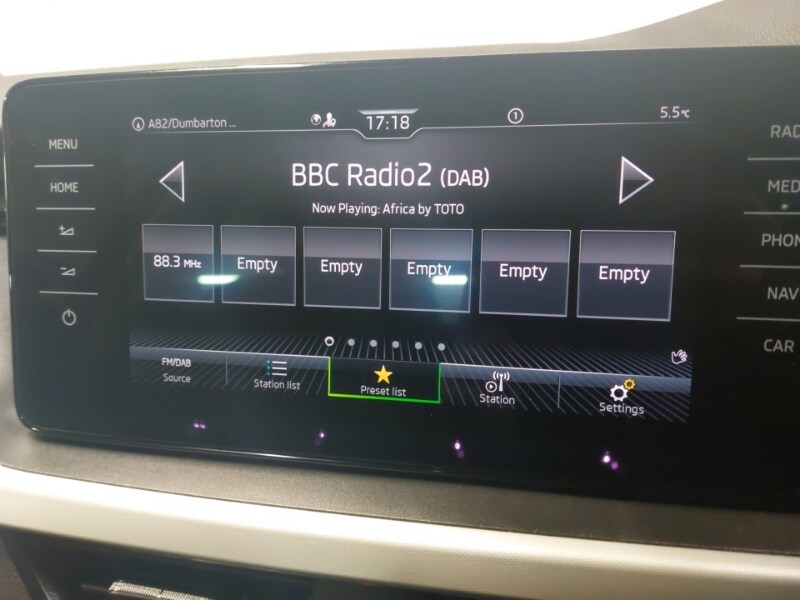 A82/Dumbarton ...
17:18
1
5.5°C
MENU
HOME
BBC Radio2 (DAB)
Now Playing: Africa by TOTO
88.3 MHz
Empty
Empty
Empty
Empty
Empty
FM/DAB
Source
Station list
Preset list
Station
Settings
RAD
MED
PHON
NAV
CAR